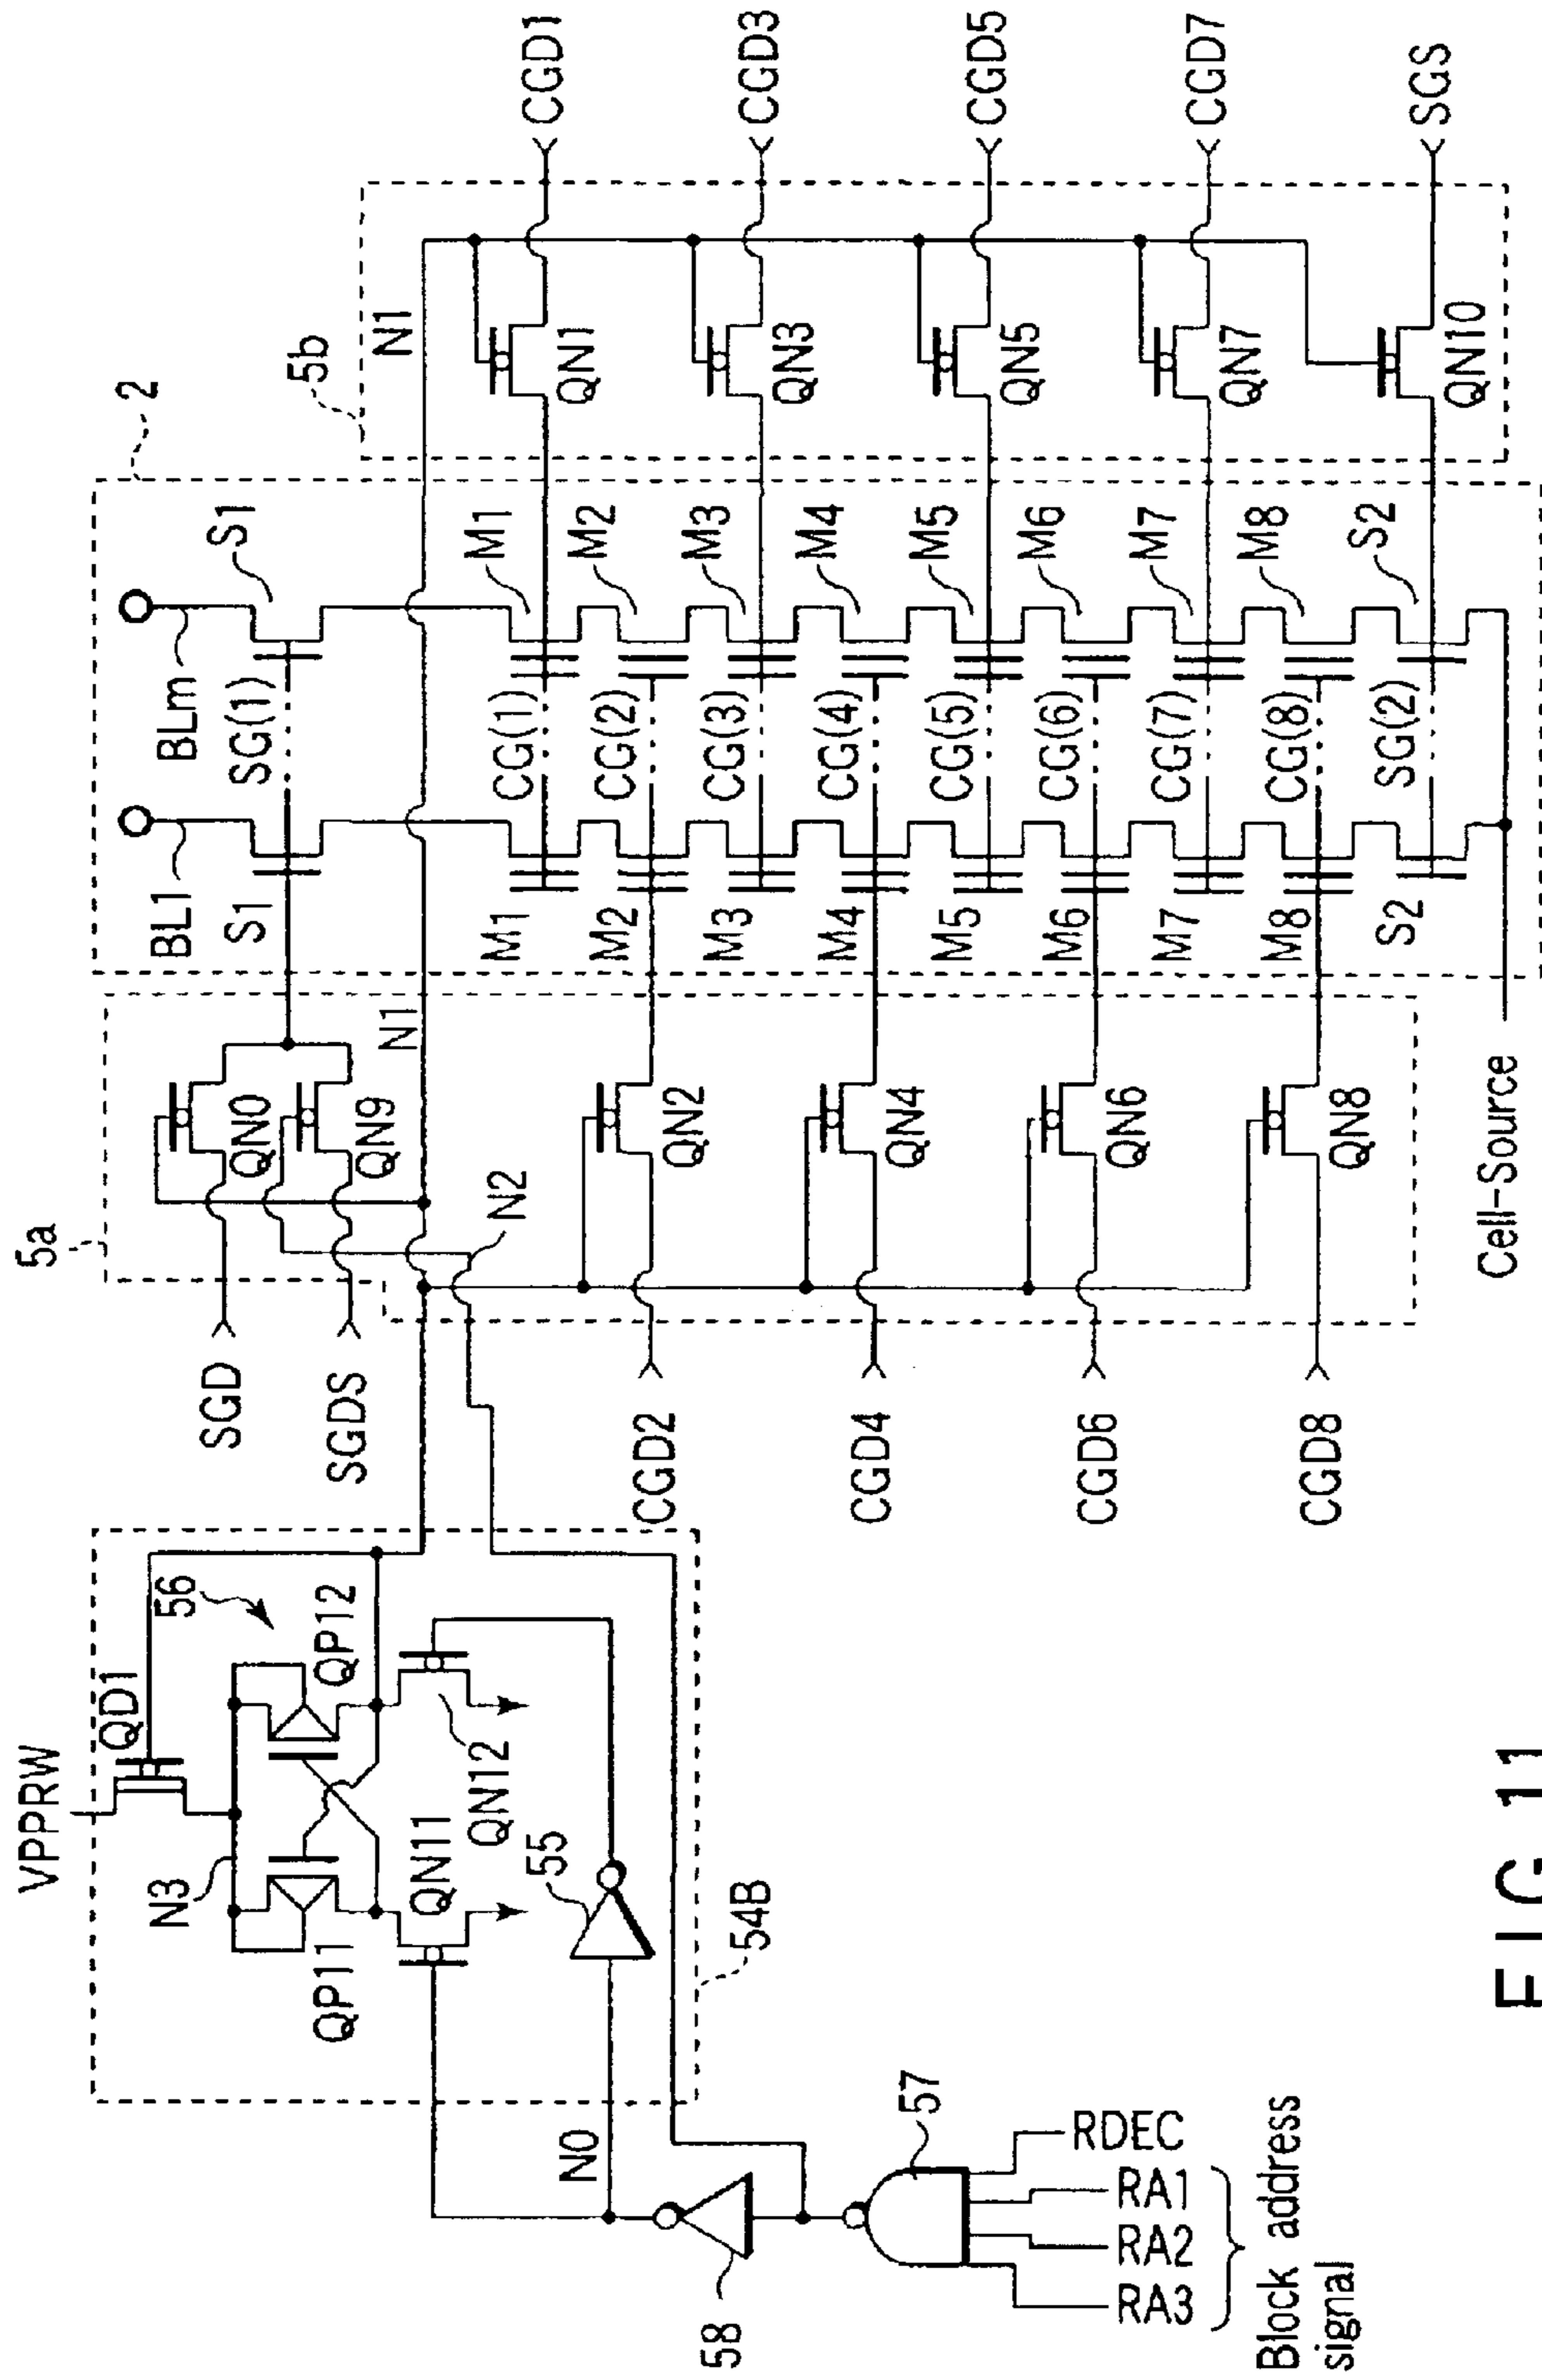 VPPRW
QD1
56
N3
QP11
QP12
QN11
QN12
55
54B
N0
58
57
RDEC
RA1
RA2
RA3
Block address
signal
5a
SGD
SGDS
QN0
QN9
N1
N2
CGD2
QN2
CGD4
QN4
CGD6
QN6
CGD8
QN8
Cell-Source
2
BL1
BLm
S1
SG(1)
S1
M1
CG(1)
M1
M2
CG(2)
M2
M3
CG(3)
M3
M4
CG(4)
M4
M5
CG(5)
M5
M6
CG(6)
M6
M7
CG(7)
M7
M8
CG(8)
M8
S2
SG(2)
S2
5b
N1
QN1
CGD1
QN3
CGD3
QN5
CGD5
QN7
CGD7
QN10
SGS
FIG. 11